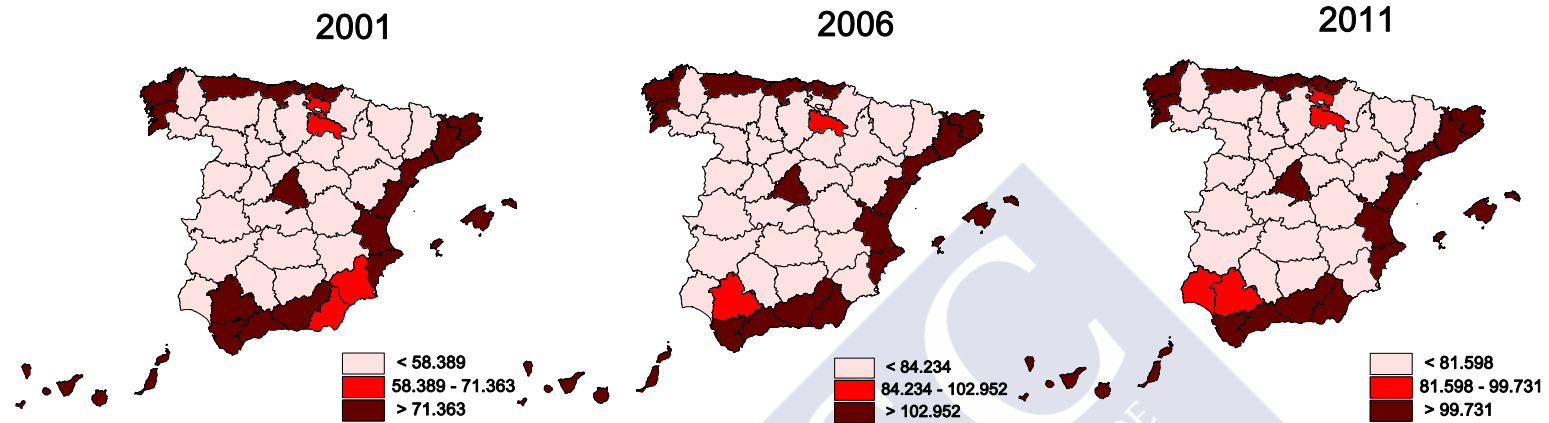 2001
2006
2011
< 58.389
58.389 - 71.363
> 71.363
< 84.234
84.234 - 102.952
> 102.952
< 81.598
81.598 - 99.731
> 99.731
C
DE